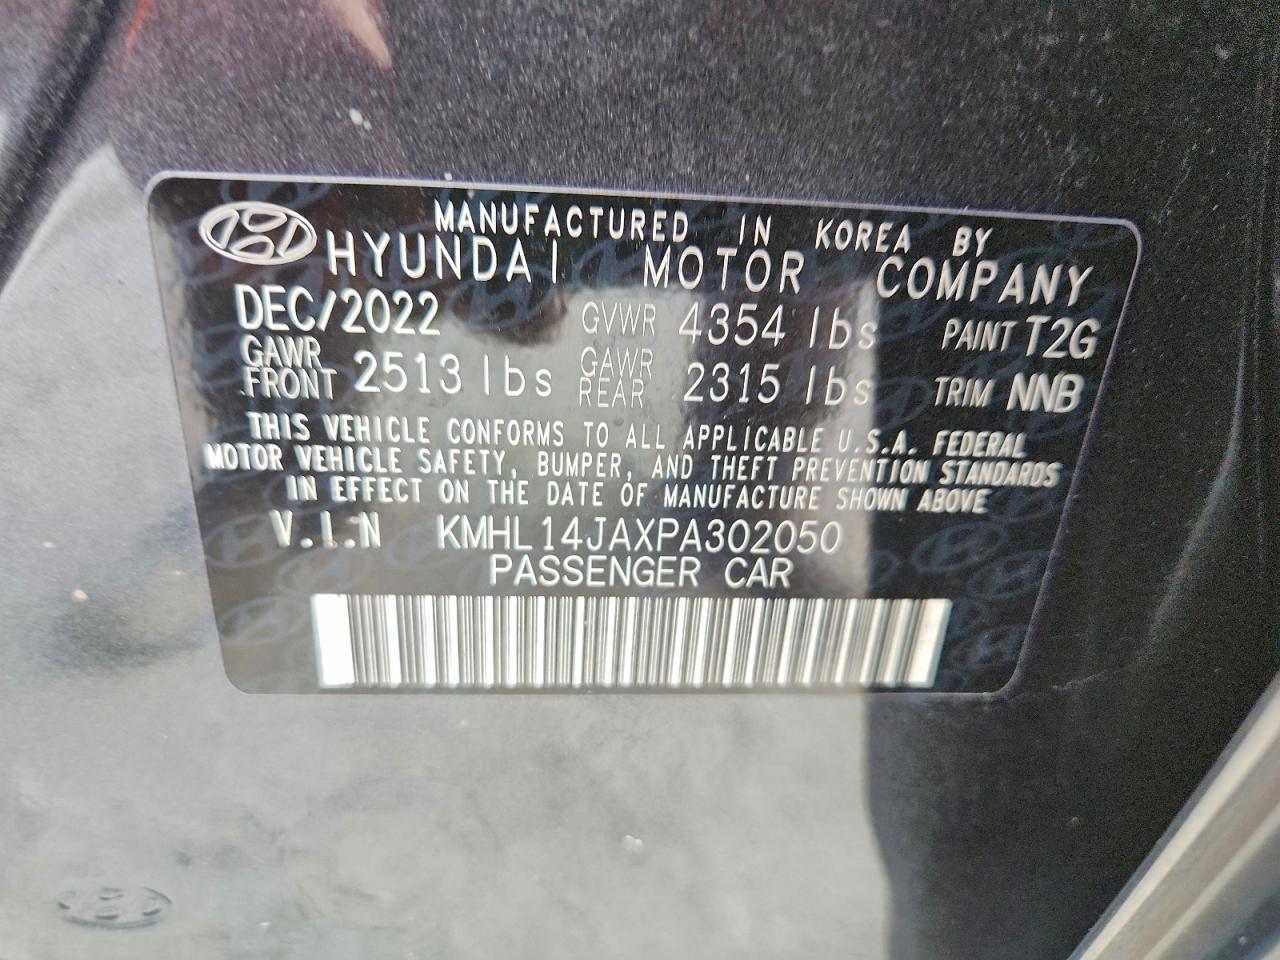 MANUFACTURED IN KOREA BY
HYUNDAI MOTOR COMPANY
DEC/2022 GVWR 4354 lbs PAINT T2G
GAWR FRONT 2513 lbs GAWR REAR 2315 lbs TRIM NNB
THIS VEHICLE CONFORMS TO ALL APPLICABLE U.S.A. FEDERAL
MOTOR VEHICLE SAFETY, BUMPER, AND THEFT PREVENTION STANDARDS
IN EFFECT ON THE DATE OF MANUFACTURE SHOWN ABOVE
V.I.N KMHL14JAXPA302050
PASSENGER CAR